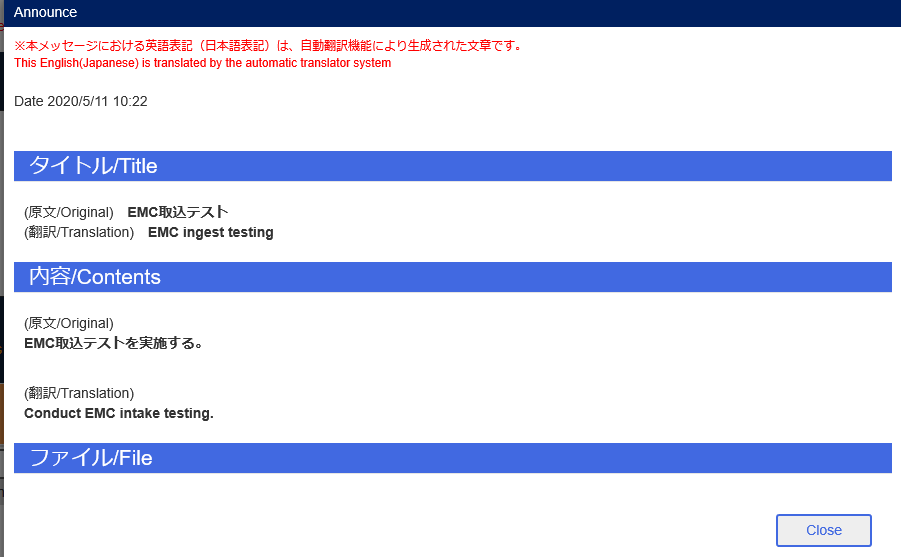 Announce
※本メッセージにおける英語表記（日本語表記）は、自動翻訳機能により生成された文章です。
This English(Japanese) is translated by the automatic translator system
Date 2020/5/11 10:22
タイトル/Title
(原文/Original) EMC取込テスト
(翻訳/Translation) EMC ingest testing
内容/Contents
(原文/Original)
EMC取込テストを実施する。
(翻訳/Translation)
Conduct EMC intake testing.
ファイル/File
Close